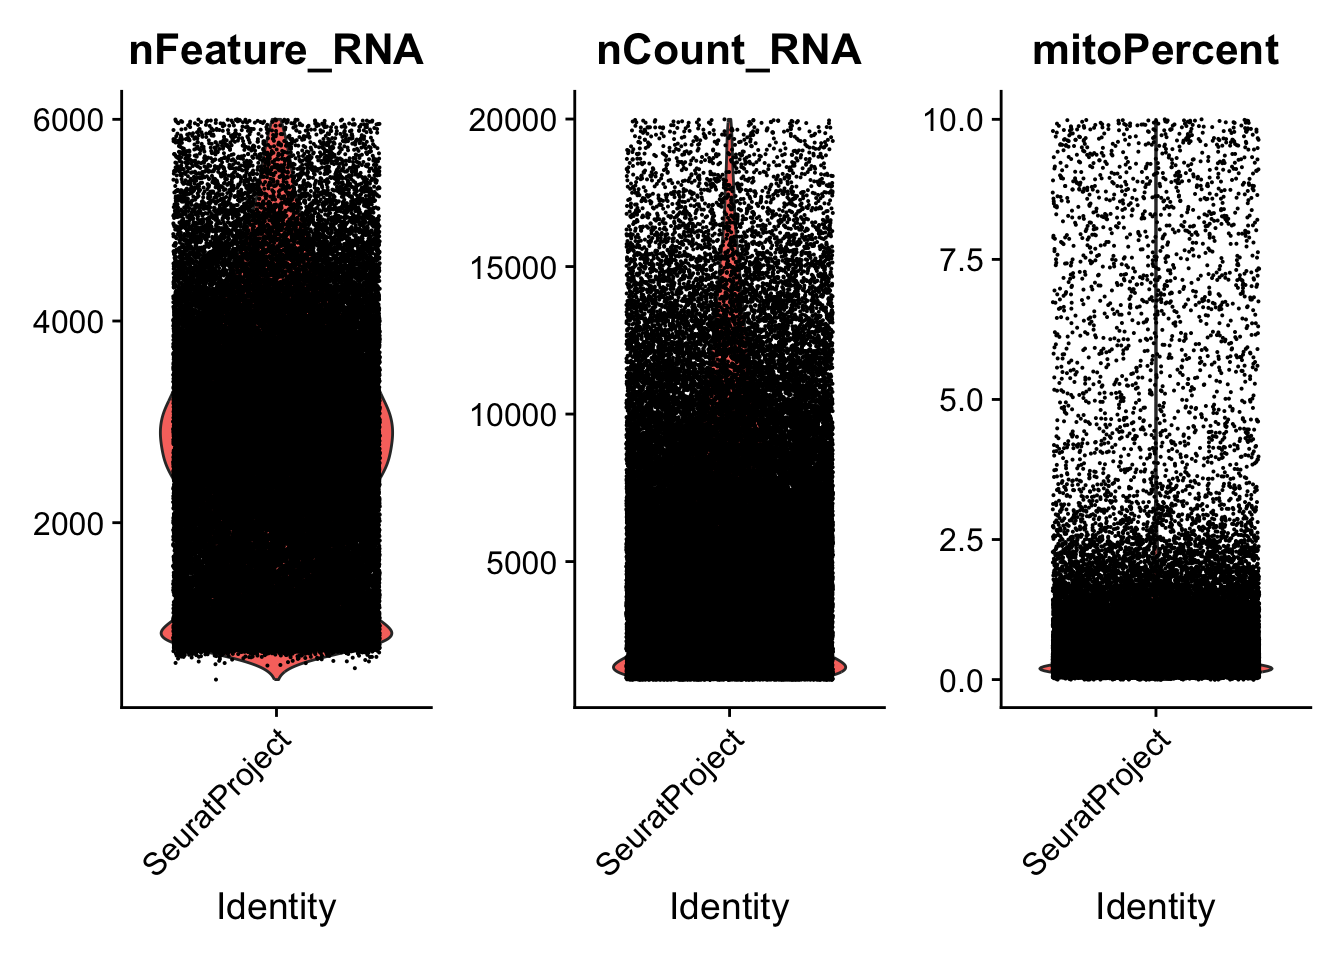 nFeature_RNA
6000
4000
2000
SeuratProject
Identity
nCount_RNA
20000
15000
10000
5000
SeuratProject
Identity
mitoPercent
10.0
7.5
5.0
2.5
0.0
SeuratProject
Identity